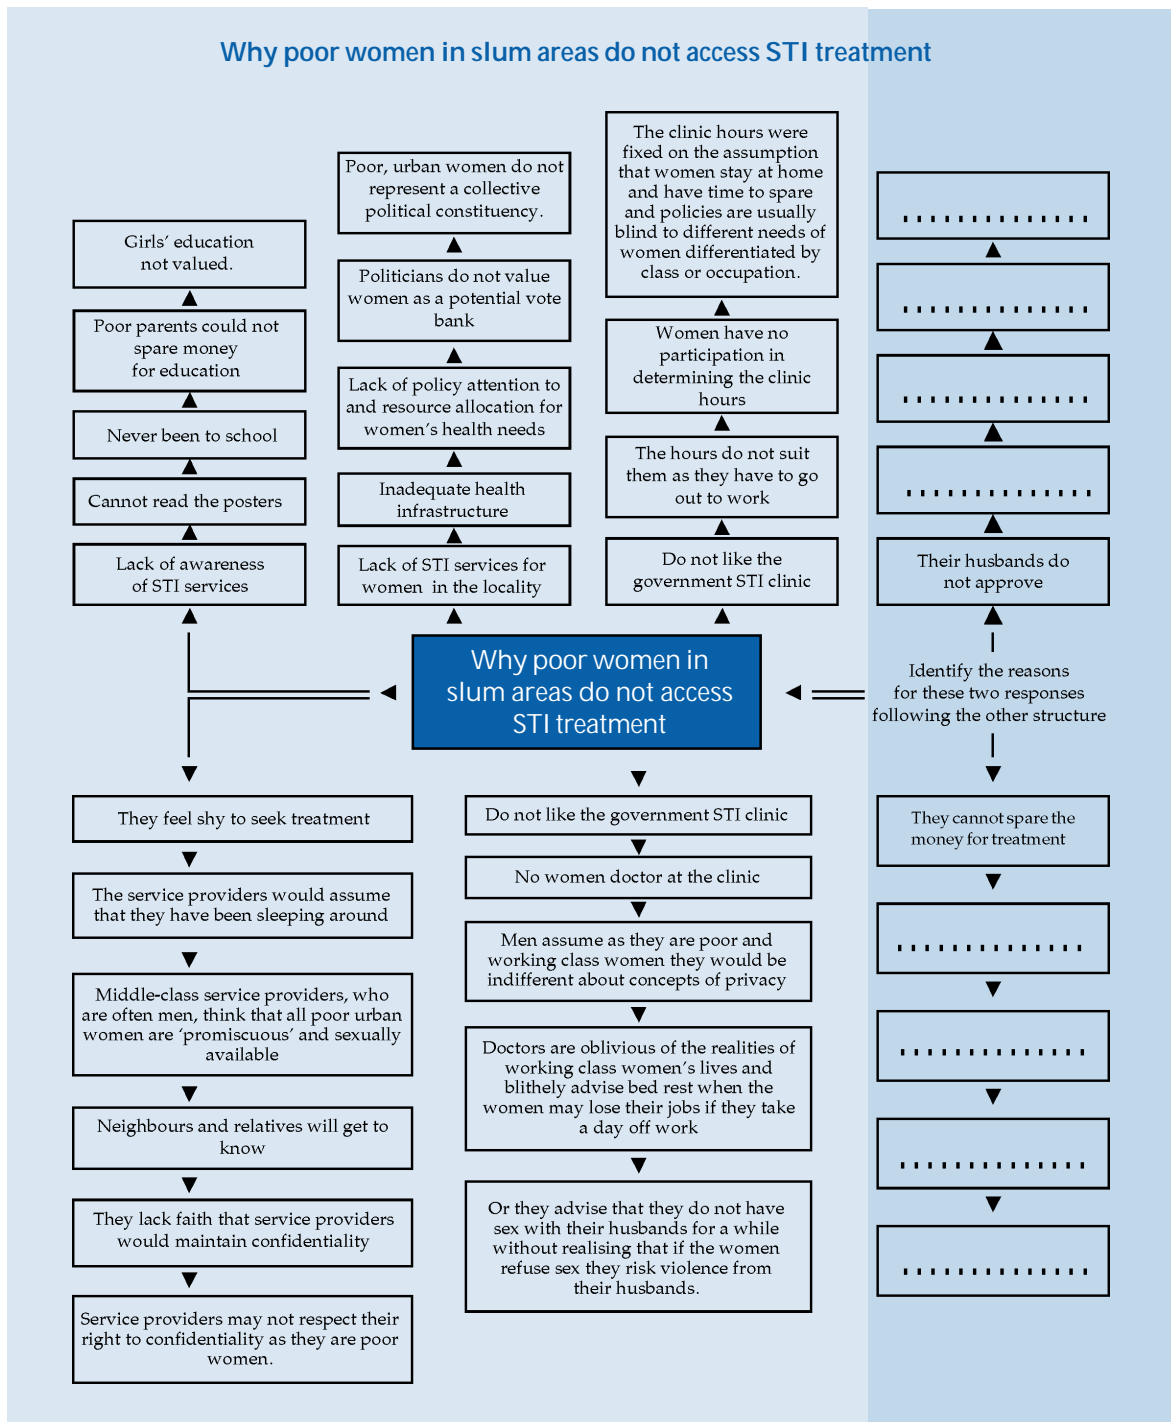 Why poor women in slum areas do not access STI treatment
Girls’ education
not valued.
Poor parents could not
spare money
for education
Never been to school
Cannot read the posters
Lack of awareness
of STI services
Poor, urban women do not
represent a collective
political constituency.
Politicians do not value
women as a potential vote
bank
Lack of policy attention to
and resource allocation for
women’s health needs
Inadequate health
infrastructure
Lack of STI services for
women in the locality
The clinic hours were
fixed on the assumption
that women stay at home
and have time to spare
and policies are usually
blind to different needs of
women differentiated by
class or occupation.
Women have no
participation in
determining the clinic
hours
The hours do not suit
them as they have to go
out to work
Do not like the
government STI clinic
..............
..............
..............
..............
Their husbands do
not approve
Why poor women in
slum areas do not access
STI treatment
Identify the reasons
for these two responses
following the other structure
They feel shy to seek treatment
The service providers would assume
that they have been sleeping around
Middle-class service providers, who
are often men, think that all poor urban
women are ‘promiscuous’ and sexually
available
Neighbours and relatives will get to
know
They lack faith that service providers
would maintain confidentiality
Service providers may not respect their
right to confidentiality as they are poor
women.
Do not like the government STI clinic
No women doctor at the clinic
Men assume as they are poor and
working class women they would be
indifferent about concepts of privacy
Doctors are oblivious of the realities of
working class women’s lives and
blithely advise bed rest when the
women may lose their jobs if they take
a day off work
Or they advise that they do not have
sex with their husbands for a while
without realising that if the women
refuse sex they risk violence from
their husbands.
They cannot spare the
money for treatment
..............
..............
..............
..............